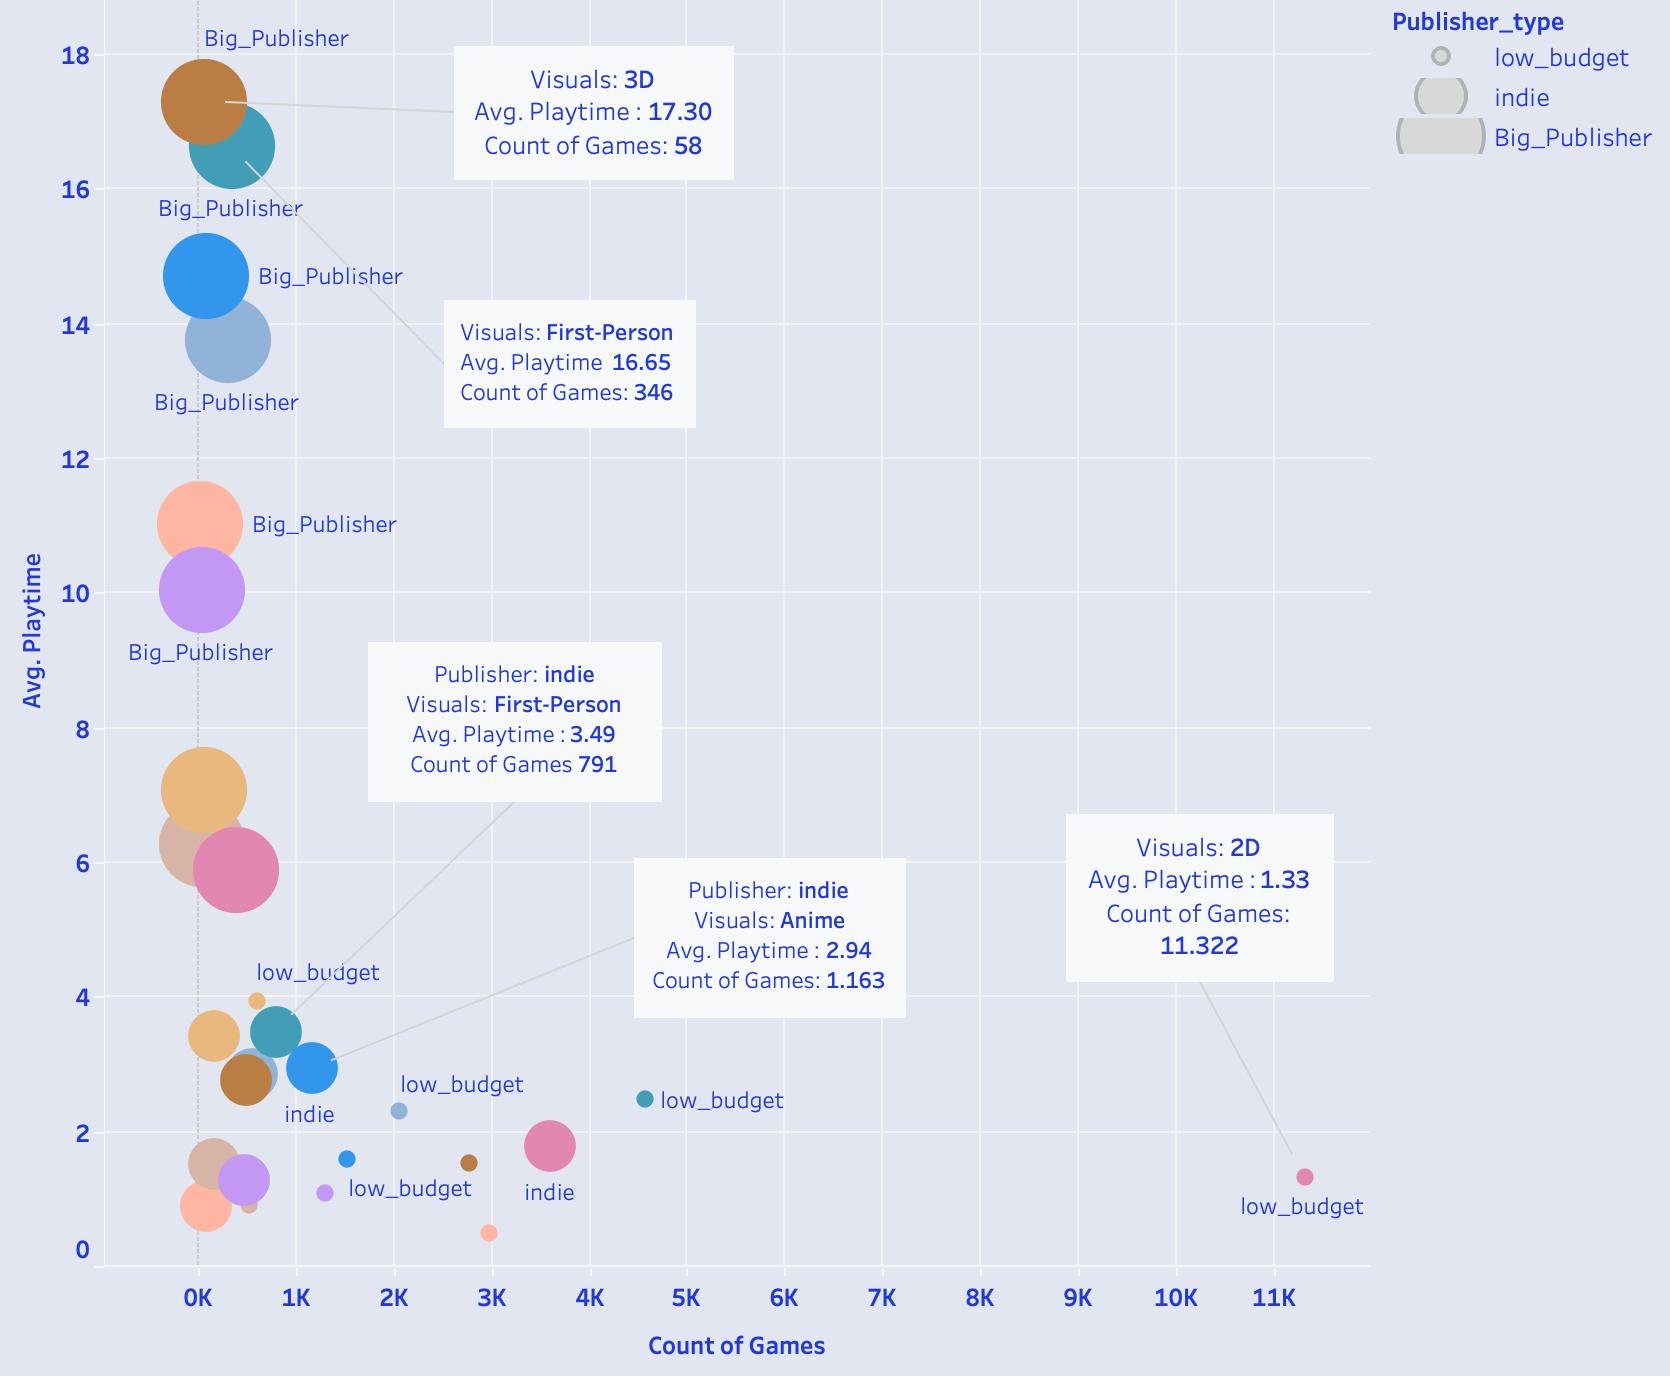 Publisher_type
low_budget
indie
Big_Publisher
Avg. Playtime
18
16
14
12
10
8
6
4
2
0
Big_Publisher
Visuals: 3D
Avg. Playtime : 17.30
Count of Games: 58
Big_Publisher
Big_Publisher
Visuals: First-Person
Avg. Playtime 16.65
Count of Games: 346
Big_Publisher
Big_Publisher
Big_Publisher
Publisher: indie
Visuals: First-Person
Avg. Playtime : 3.49
Count of Games 791
Visuals: 2D
Avg. Playtime : 1.33
Count of Games:
11.322
Publisher: indie
Visuals: Anime
Avg. Playtime : 2.94
Count of Games: 1.163
low_budget
low_budget
low_budget
indie
low_budget
indie
low_budget
0K 1K 2K 3K 4K 5K 6K 7K 8K 9K 10K 11K
Count of Games